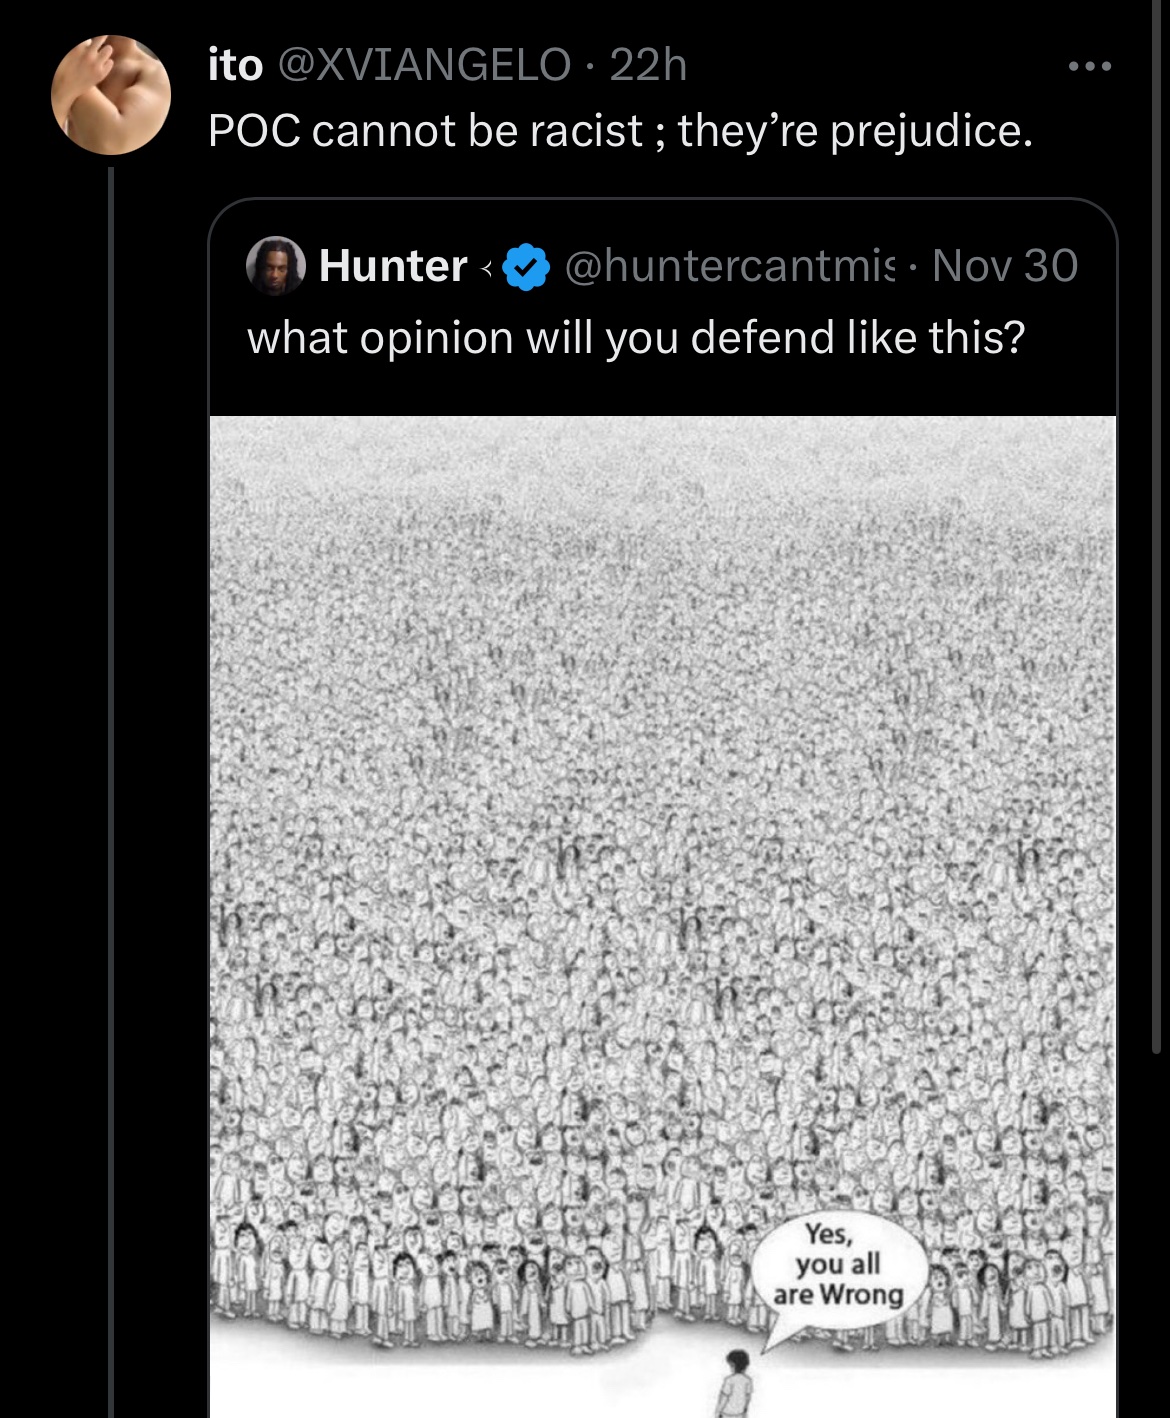 ito @XVIANGELO · 22h
POC cannot be racist ; they’re prejudice.
Hunter @huntercantmis · Nov 30
what opinion will you defend like this?
Yes,
you all
are Wrong